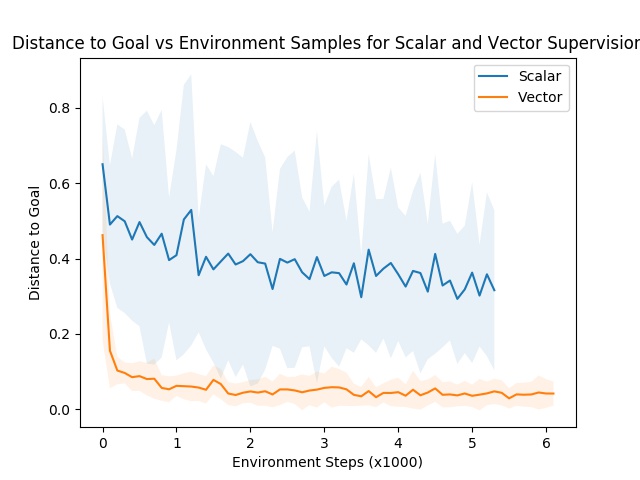 Distance to Goal vs Environment Samples for Scalar and Vector Supervision
Scalar
Vector
Distance to Goal
0.8
0.6
0.4
0.2
0.0
0 1 2 3 4 5 6
Environment Steps (x1000)